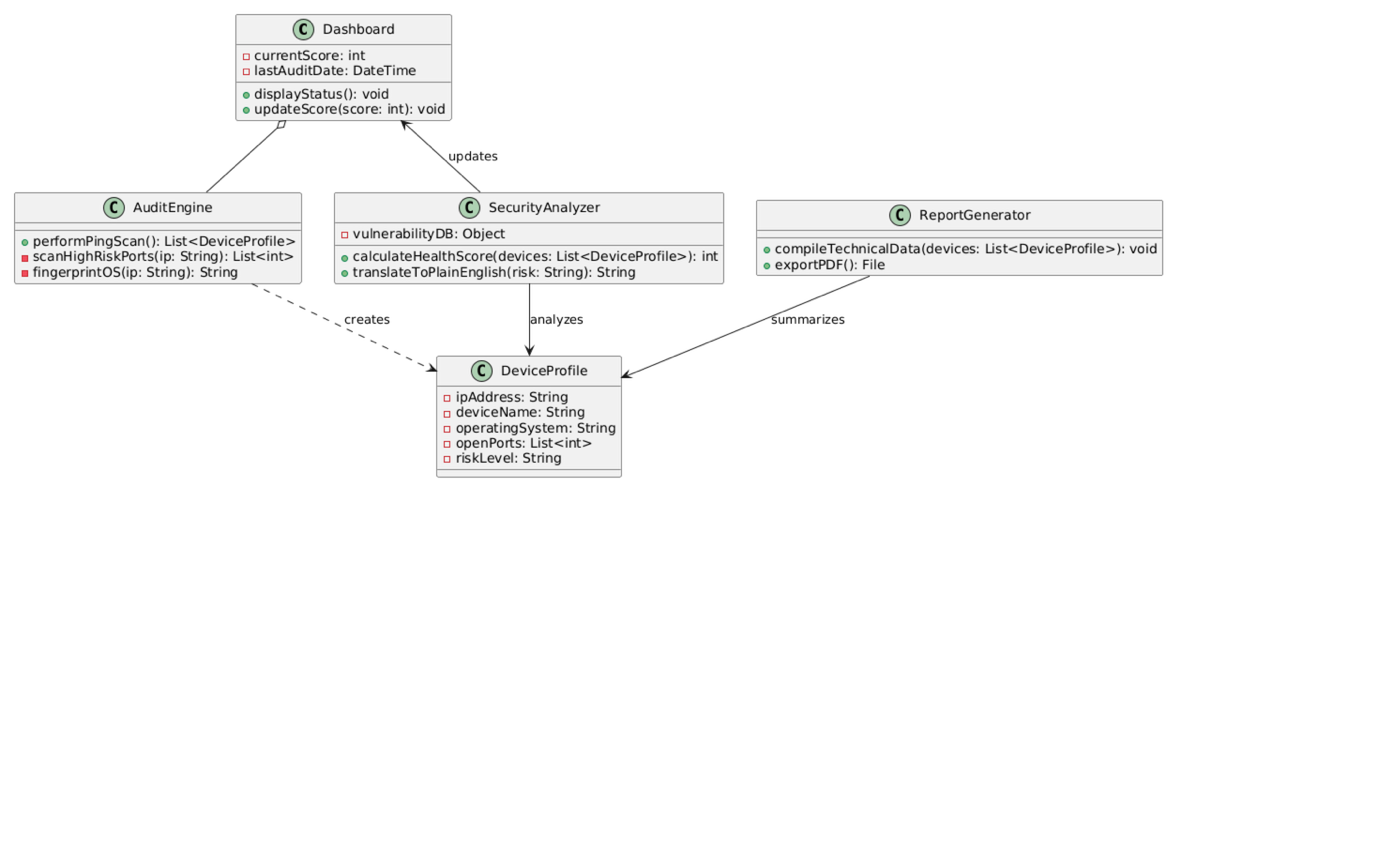 C Dashboard
currentScore: int
lastAuditDate: DateTime
displayStatus(): void
updateScore(score: int): void
updates
C AuditEngine
performPingScan(): List<DeviceProfile>
scanHighRiskPorts(ip: String): List<int>
fingerprintOS(ip: String): String
C SecurityAnalyzer
vulnerabilityDB: Object
calculateHealthScore(devices: List<DeviceProfile>): int
translateToPlainEnglish(risk: String): String
C ReportGenerator
compileTechnicalData(devices: List<DeviceProfile>): void
exportPDF(): File
creates
analyzes
summarizes
C DeviceProfile
ipAddress: String
deviceName: String
operatingSystem: String
openPorts: List<int>
riskLevel: String